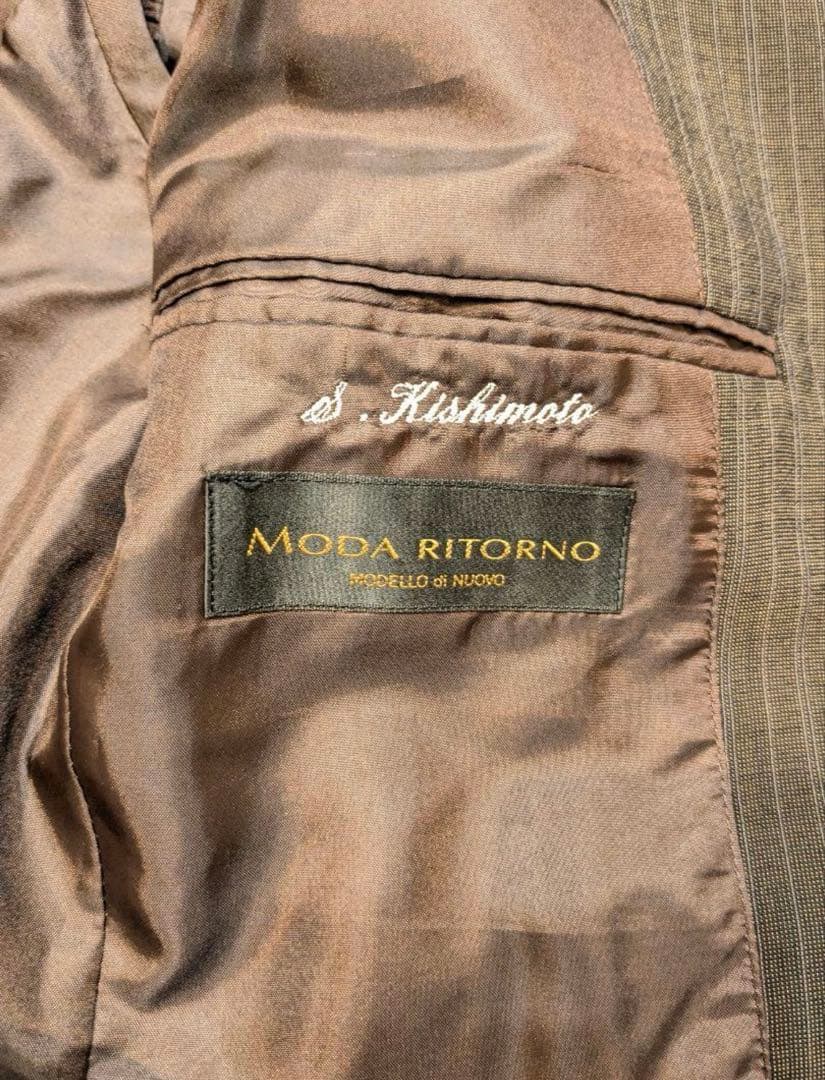 S. Kishimoto
MODA RITORNO
MODELLO di NUOVO